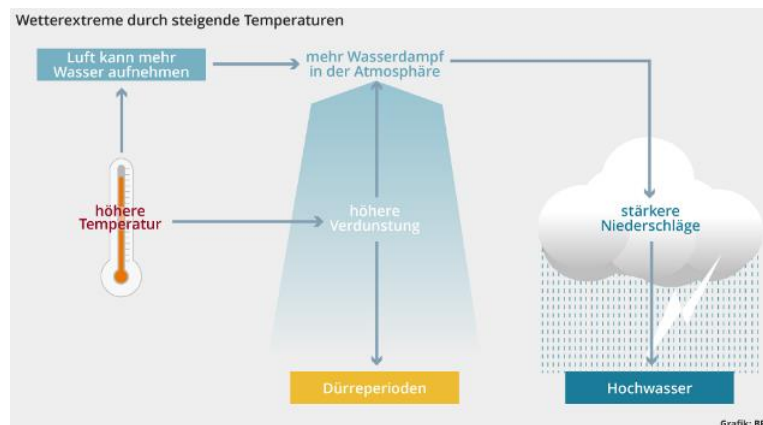 Wetterextreme durch steigende Temperaturen
Luft kann mehr
Wasser aufnehmen
mehr Wasserdampf
in der Atmosphäre
höhere
Temperatur
höhere
Verdunstung
stärkere
Niederschläge
Dürreperioden
Hochwasser
Grafik: